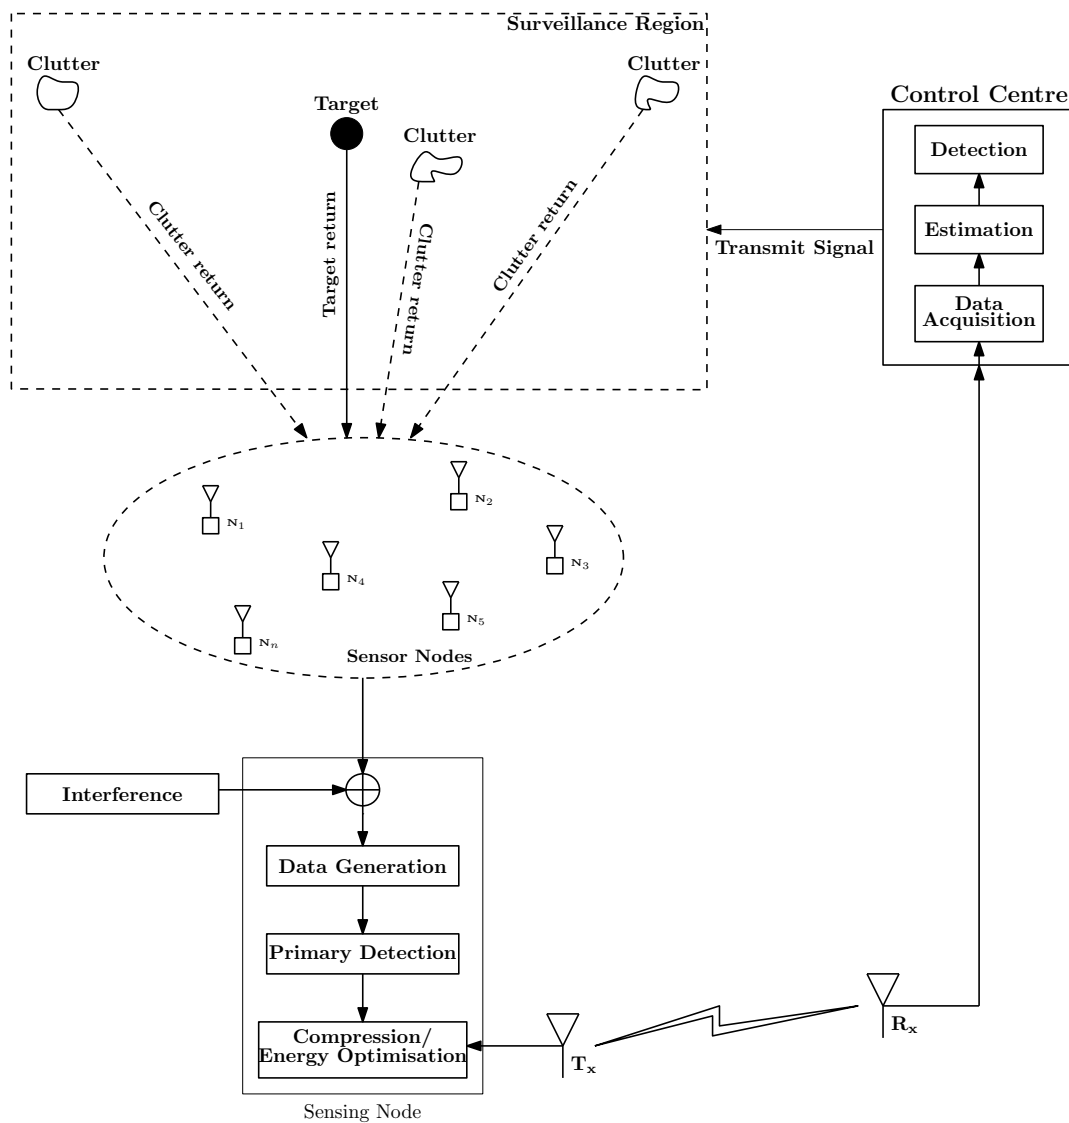 Surveillance Region
Clutter
Clutter
Control Centre
Target
Clutter
Detection
Clutter return
Target return
Clutter return
Clutter return
Estimation
Transmit Signal
Data
Acquisition
N₁
N₂
N₃
N₄
N₅
Nₙ
Sensor Nodes
Interference
Data Generation
Primary Detection
Compression/
Energy Optimisation
Tₓ
Rₓ
Sensing Node